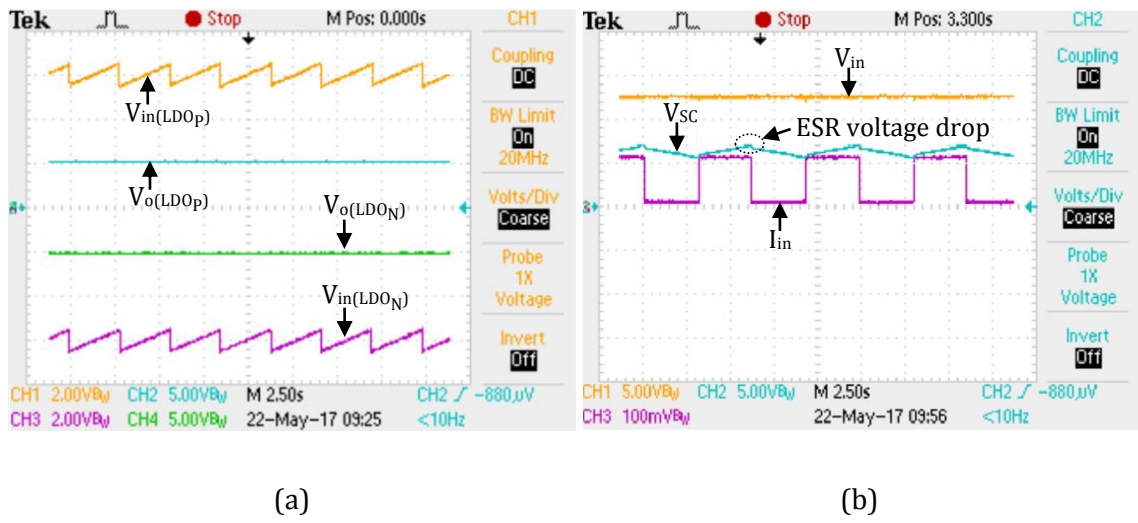 Tek Stop M Pos: 0.000s CH1
Coupling
DC
BW Limit
On
20MHz
Volts/Div
Coarse
Probe
1X
Voltage
Invert
Off
Vin(LDOP)
Vo(LDOP)
Vo(LDON)
Vin(LDON)
CH1 2.00VBW CH2 5.00VBW M 2.50s CH2 ∫ -880µV
CH3 2.00VBW CH4 5.00VBW 22-May-17 09:25 <10Hz
Tek Stop M Pos: 3.300s CH2
Coupling
DC
BW Limit
On
20MHz
Volts/Div
Coarse
Probe
1X
Voltage
Invert
Off
Vin
VSC
ESR voltage drop
Iin
CH1 5.00VBW CH2 5.00VBW M 2.50s CH2 ∫ -880µV
CH3 100mVBW 22-May-17 09:56 <10Hz
(a) (b)